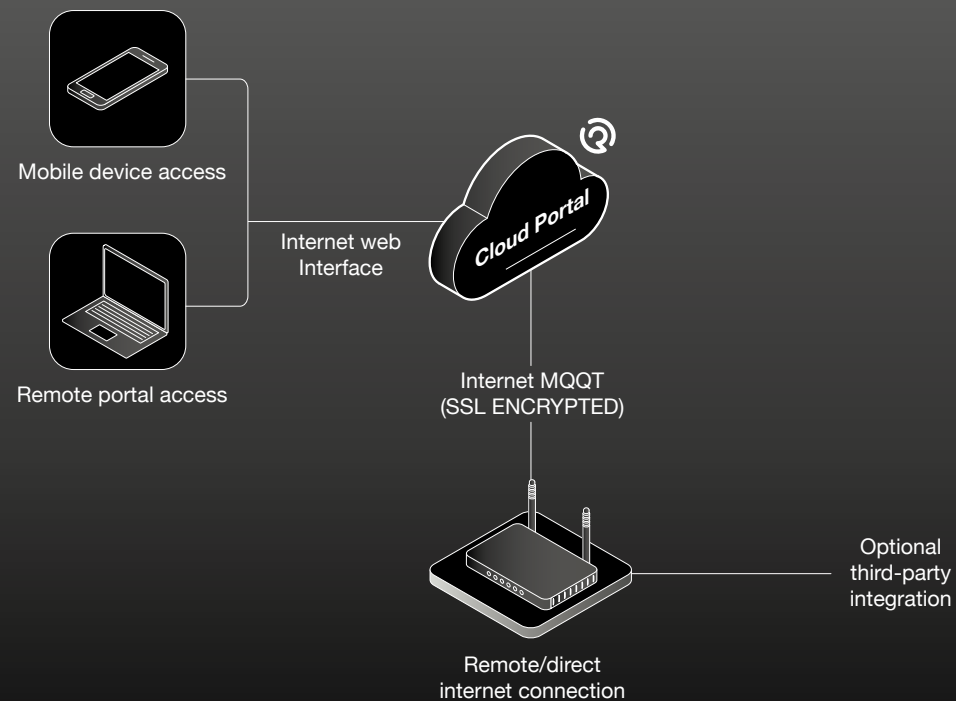 Mobile device access
Internet web
Interface
Remote portal access
Cloud Portal
Internet MQQT
(SSL ENCRYPTED)
Optional
third-party
integration
Remote/direct
internet connection